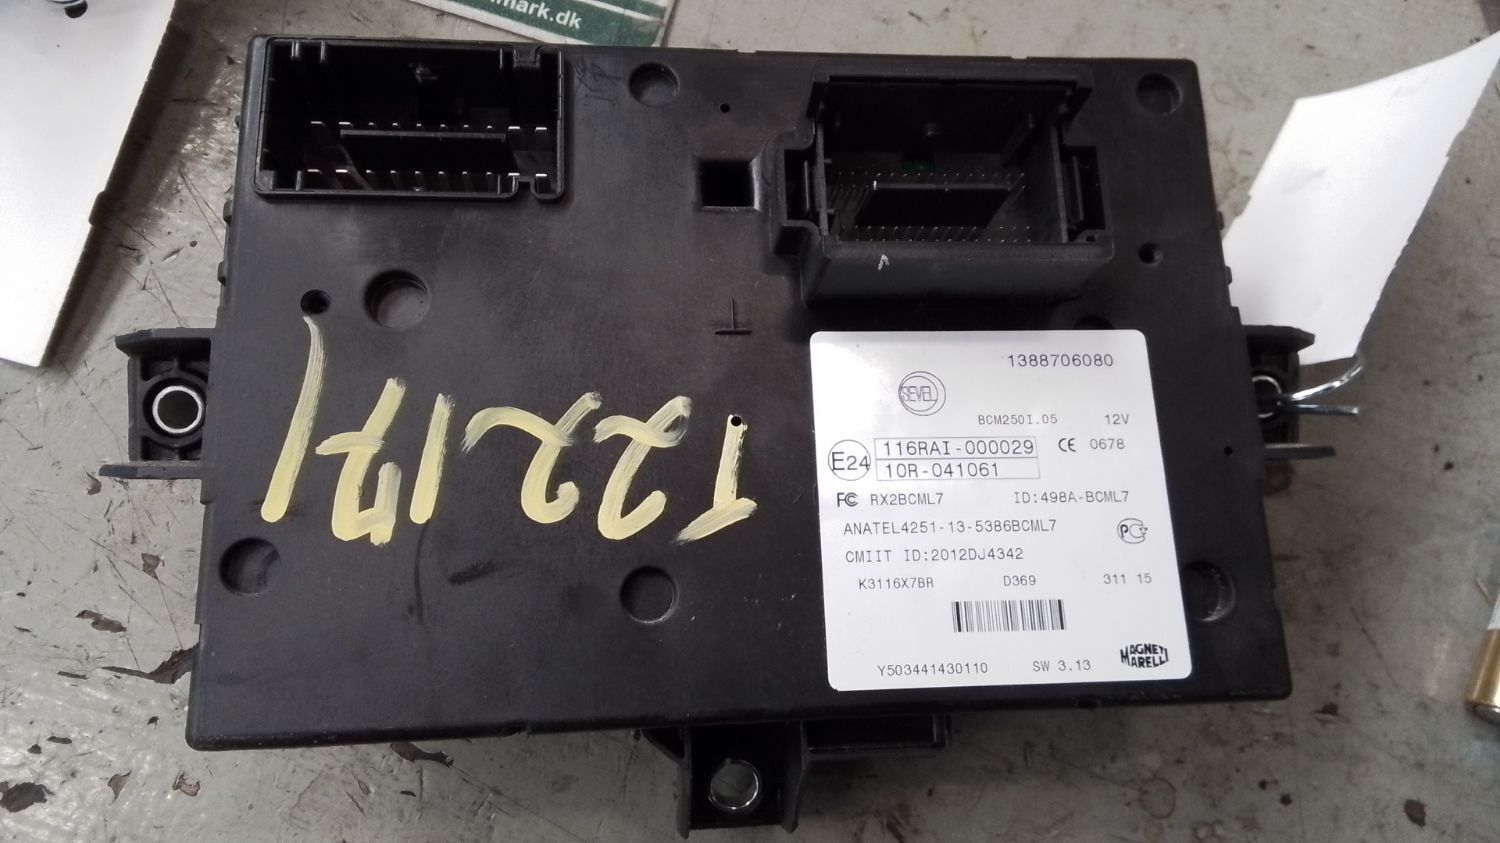 mark.dk
1388706080
SEVEL
BCM250I.05 12V
E24 116RAI-000029 CE 0678
10R-041061
FC RX2BCML7 ID:498A-BCML7
ANATEL4251-13-5386BCML7
CMIIT ID:2012DJ4342
K3116X7BR D369 311 15
Y503441430110 SW 3.13
MAGNETI
MARELLI